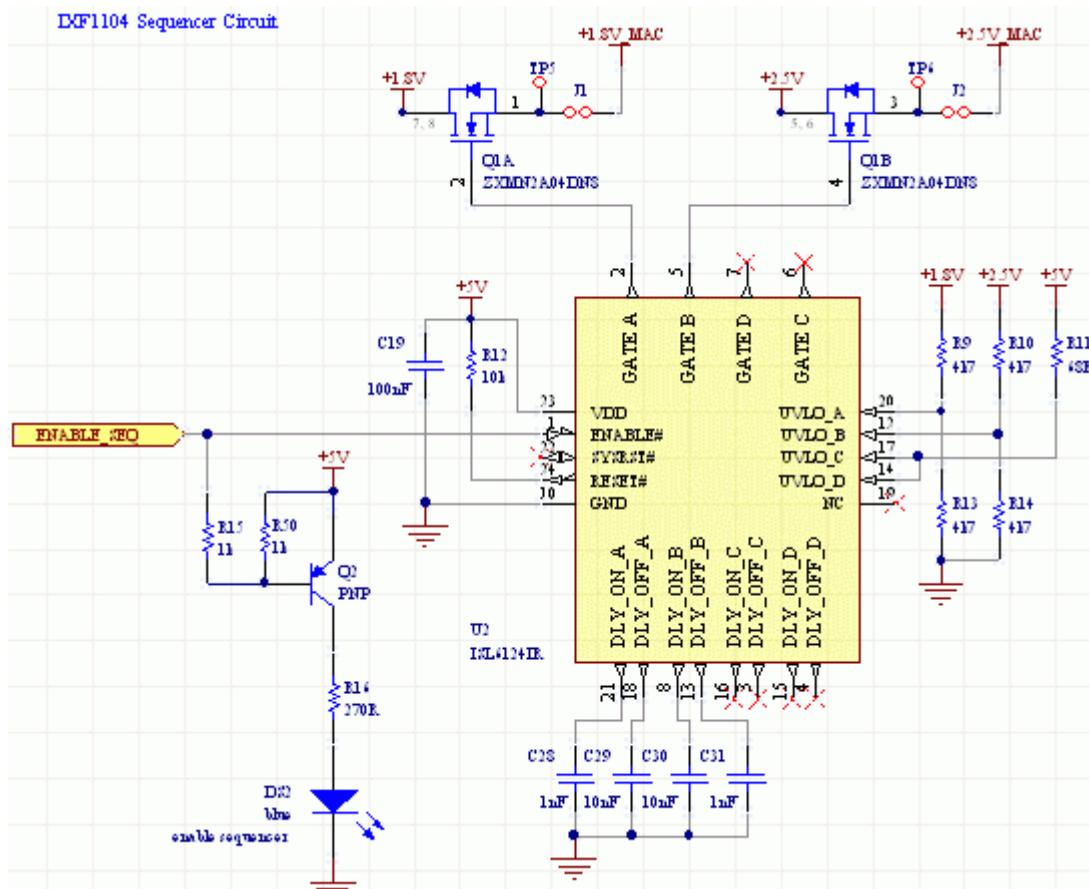 IXF1104 Sequencer Circuit
+1.8V_MAC
+2.5V_MAC
+1.8V
TP5
J1
1
7, 8
+2.5V
TP6
J2
3
5, 6
Q1A
ZXMN2A04DN8
2
Q1B
ZXMN2A04DN8
4
2
5
7
6
GATE A
GATE B
GATE D
GATE C
+5V
C19
100nF
R12
10k
+1.8V
+2.5V
+5V
R9
4k7
R10
4k7
R11
23
VDD
1
ENABLE#
22
SYSRST#
24
RESET#
10
GND
20
UVLO_A
12
UVLO_B
17
UVLO_C
14
UVLO_D
19
NC
ENABLE_SEQ
+5V
R15
1k
R50
1k
Q2
PNP
R13
4k7
R14
4k7
DLY_ON_A
DLY_OFF_A
DLY_ON_B
DLY_OFF_B
DLY_ON_C
DLY_OFF_C
DLY_ON_D
DLY_OFF_D
U2
ISL6124IR
21
18
8
13
16
3
15
4
R16
270R
C28
1nF
C29
10nF
C30
10nF
C31
1nF
DS2
blue
enable sequencer